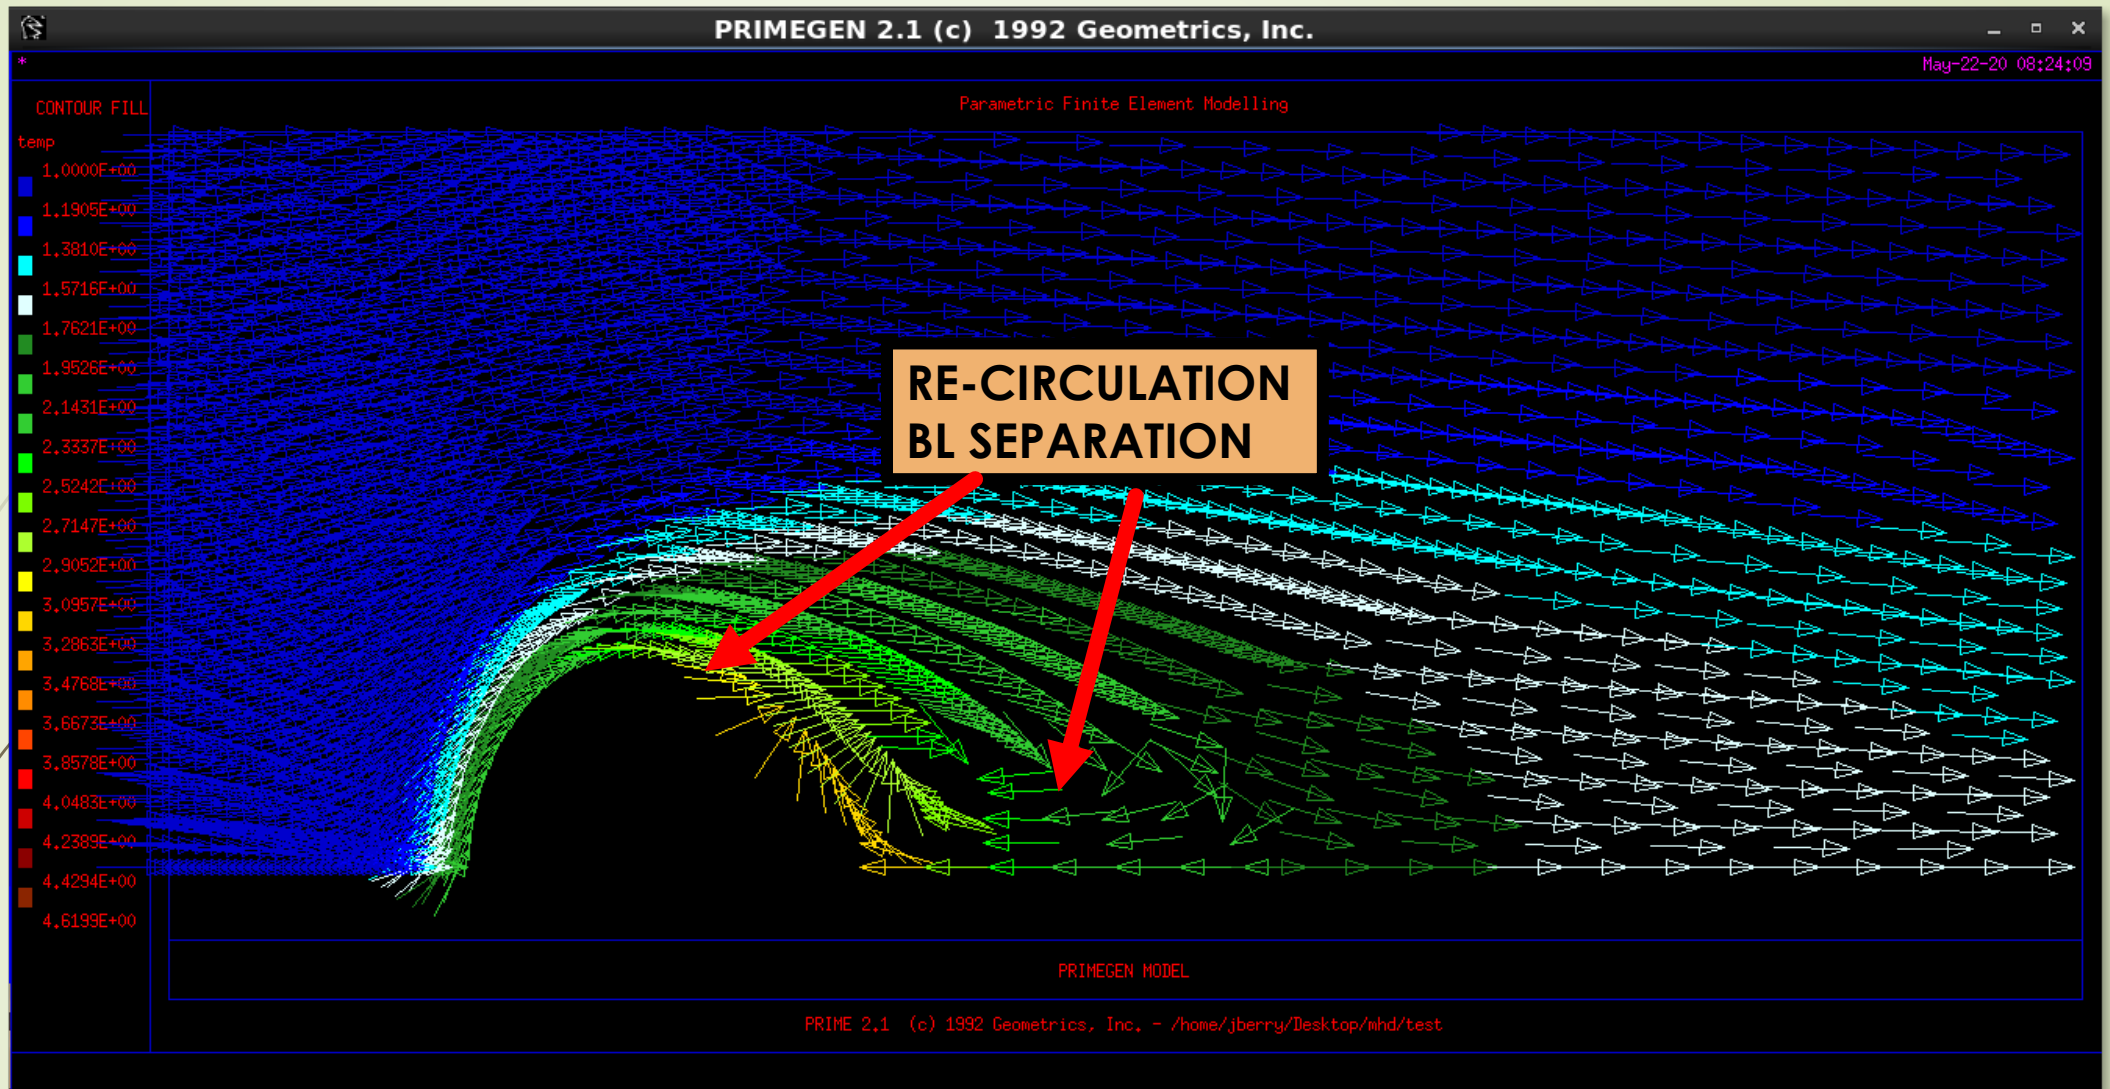 PRIMEGEN 2.1 (c)  1992 Geometrics, Inc.
*
May-22-20 08:24:09
CONTOUR FILL
Parametric Finite Element Modelling
temp
1.0000E+00
1.1905E+00
1.3810E+00
1.5716E+00
1.7621E+00
1.9526E+00
2.1431E+00
2.3337E+00
2.5242E+00
2.7147E+00
2.9052E+00
3.0957E+00
3.2863E+00
3.4768E+00
3.6673E+00
3.8578E+00
4.0483E+00
4.2389E+00
4.4294E+00
4.6199E+00
RE-CIRCULATION
BL SEPARATION
PRIMEGEN MODEL
PRIME 2.1  (c) 1992 Geometrics, Inc. - /home/jberry/Desktop/mhd/test